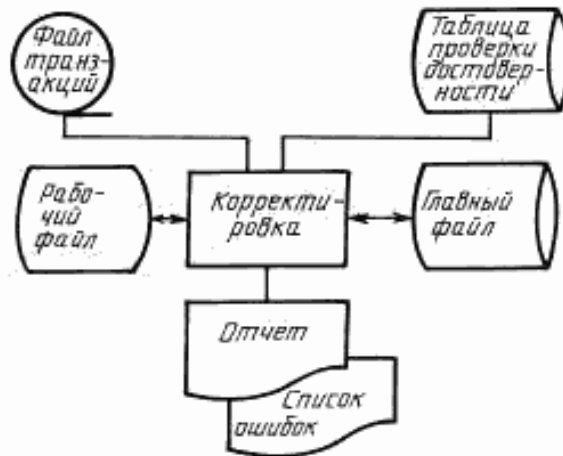 Файл
транз-
акций
Таблица
проверки
достовер-
ности
Рабо-
чий
файл
Корректи-
ровка
Главный
файл
Отчет
Список
ошибок